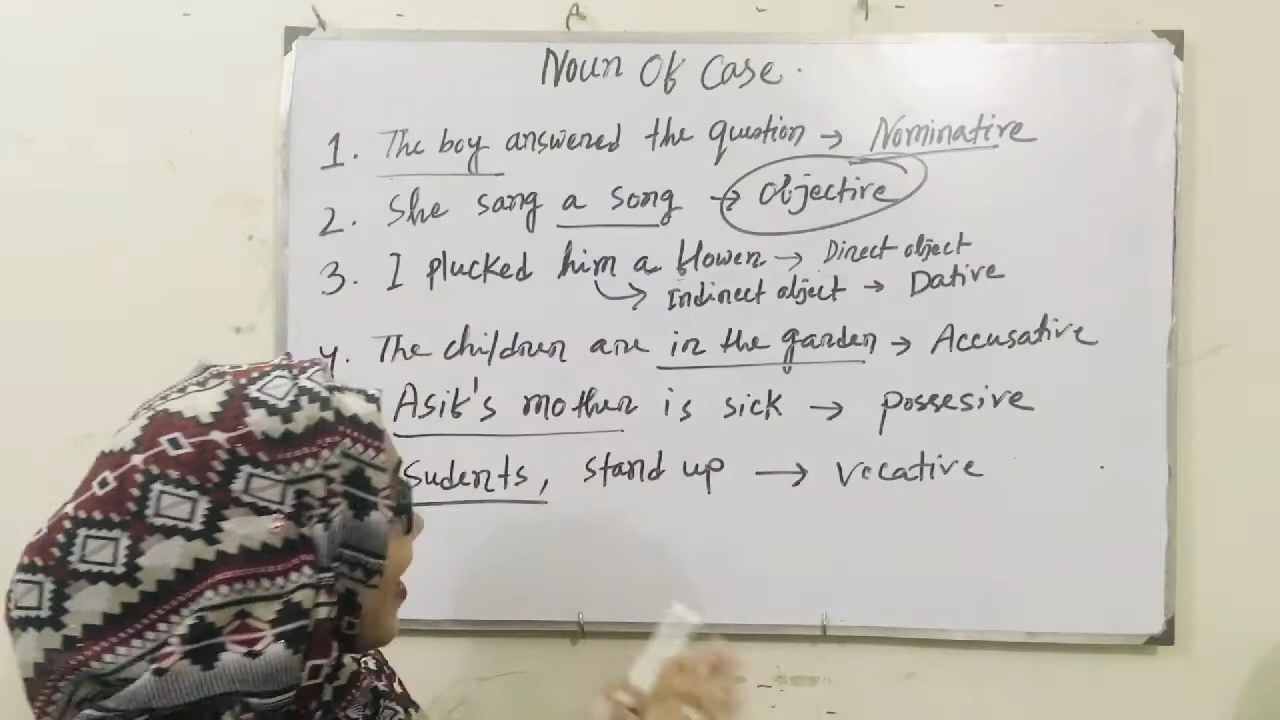 Noun Of Case.
1. The boy answered the question → Nominative
2. She sang a song → Objective
3. I plucked him a flower → Direct object
→ Indirect object → Dative
4. The children are in the garden → Accusative
Asif's mother is sick → possesive
Sudents, stand up → Vocative